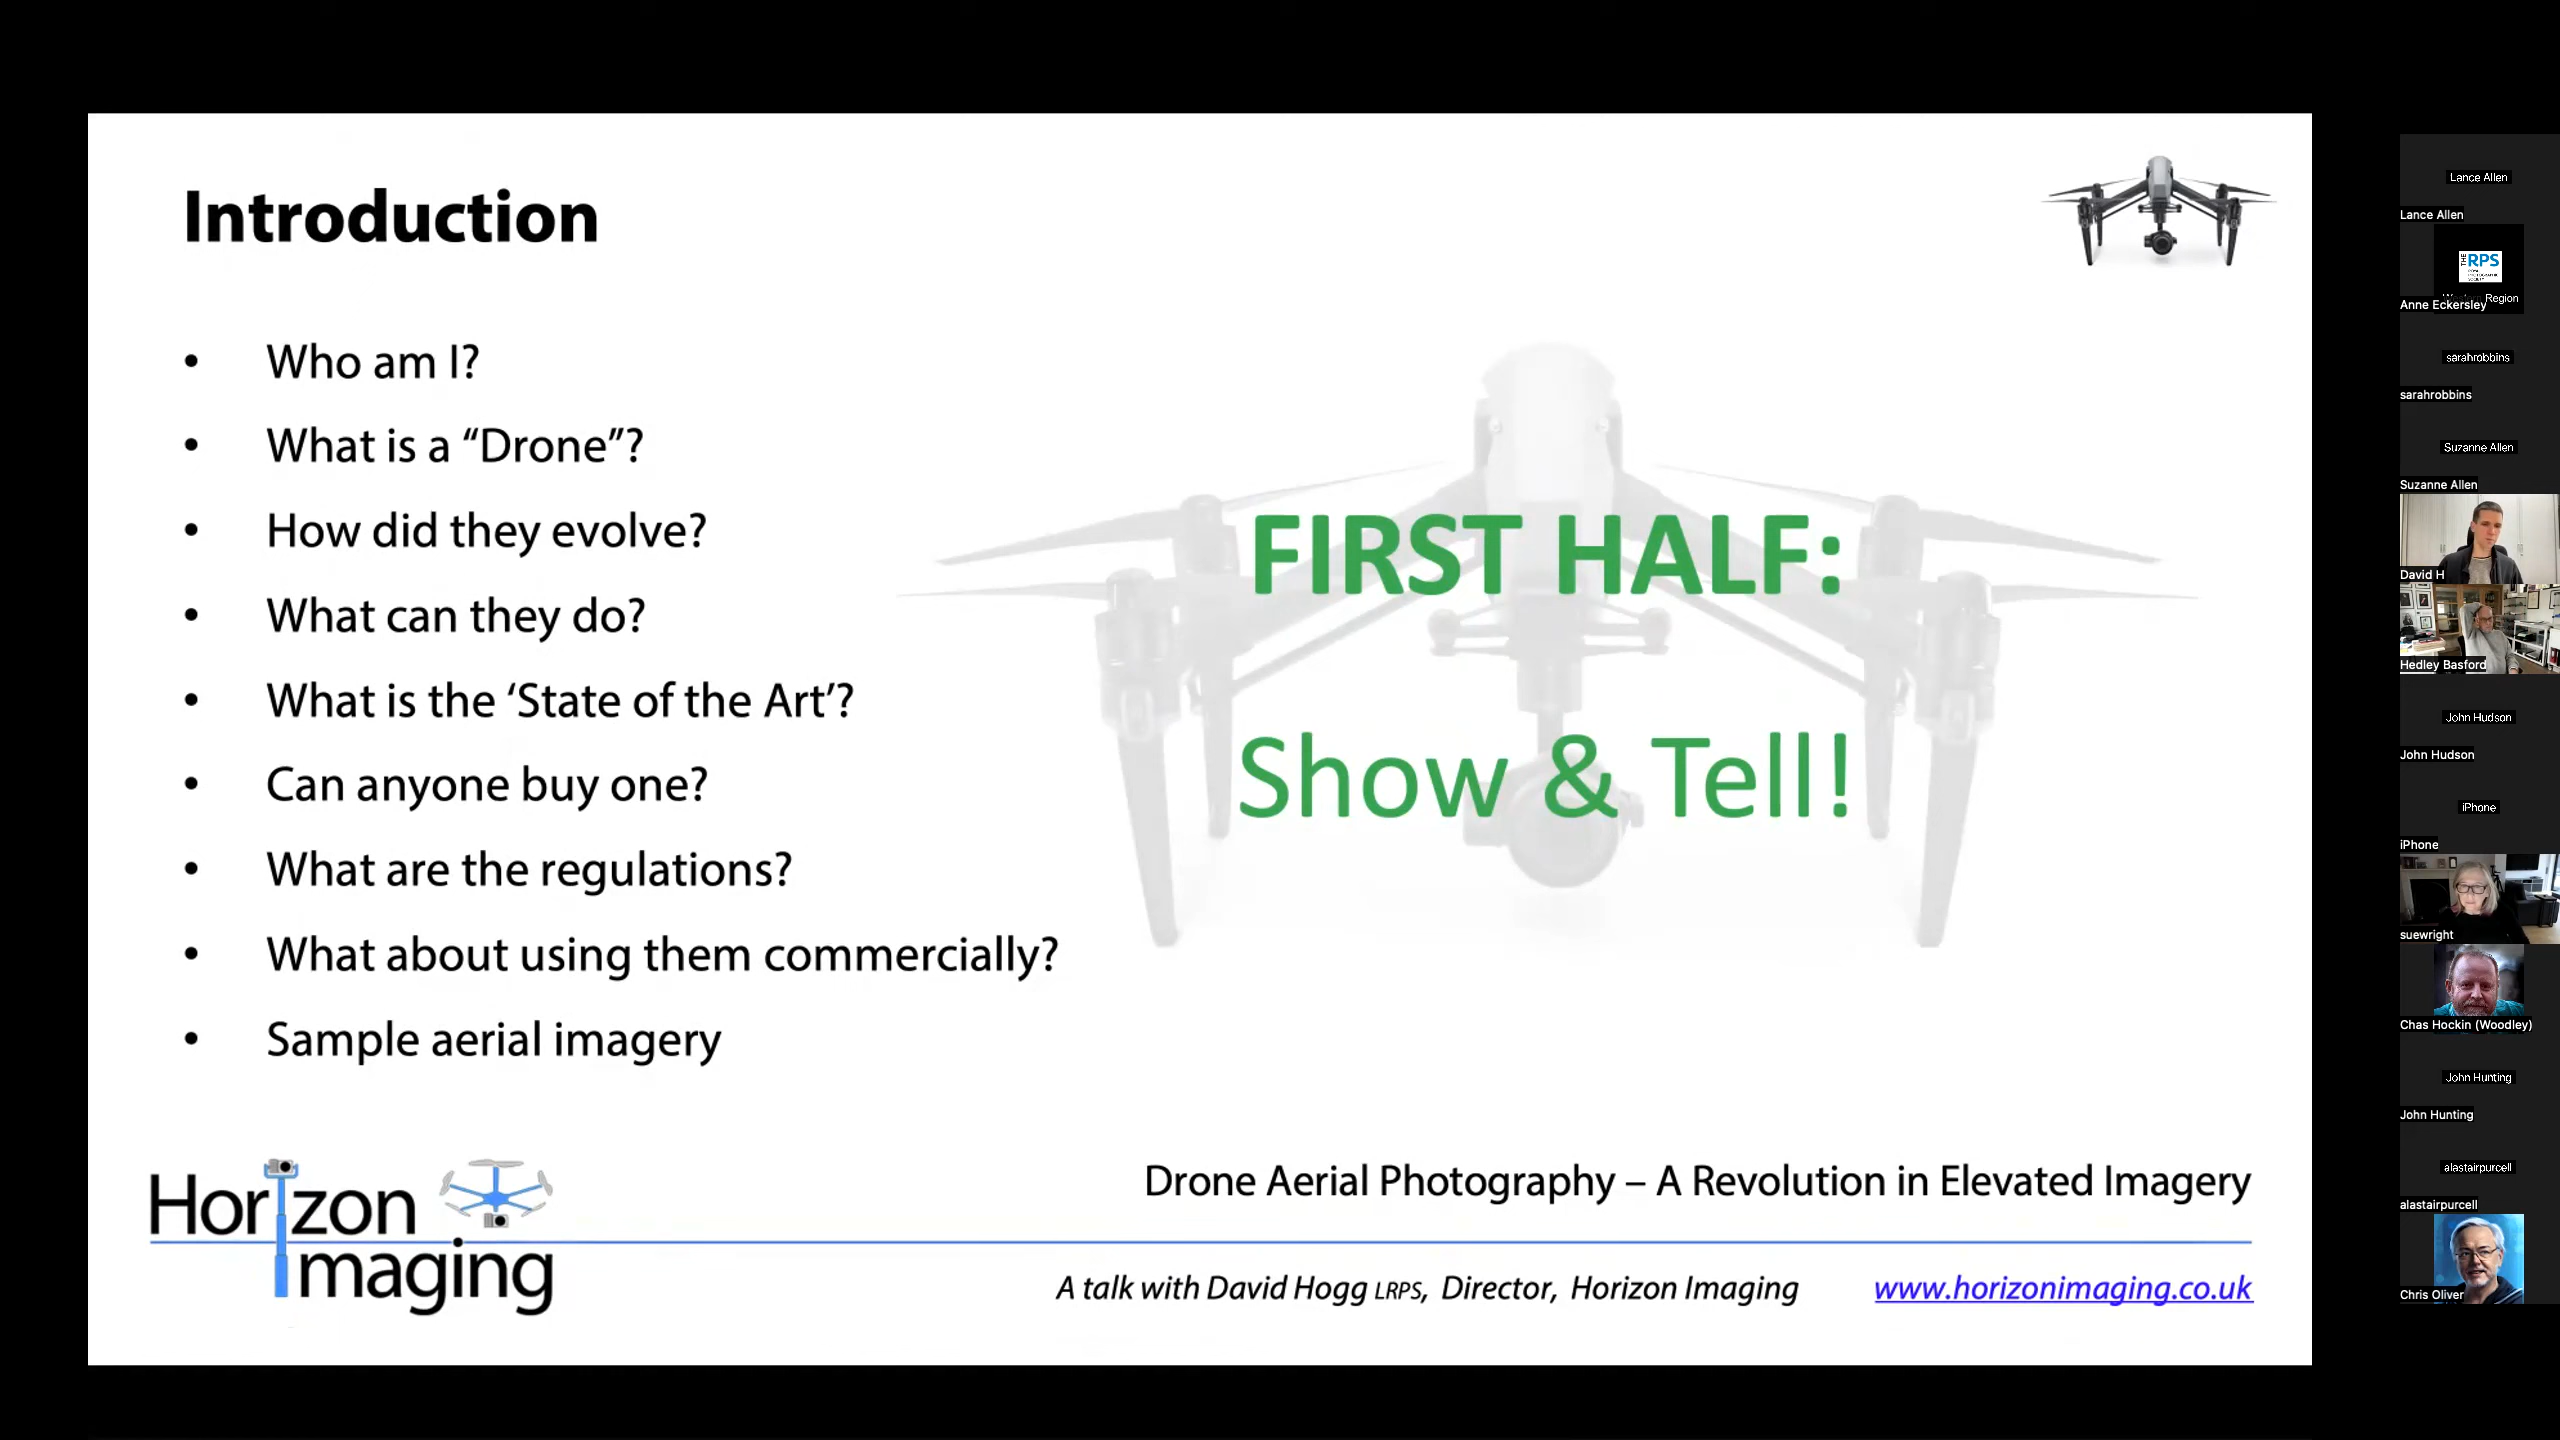 Introduction
• Who am I?
• What is a “Drone”?
• How did they evolve?
• What can they do?
• What is the ‘State of the Art’?
• Can anyone buy one?
• What are the regulations?
• What about using them commercially?
• Sample aerial imagery
FIRST HALF:
Show & Tell!
Horizon
Imaging
Drone Aerial Photography – A Revolution in Elevated Imagery
A talk with David Hogg LRPS, Director, Horizon Imaging
www.horizonimaging.co.uk
Lance Allen
Lance Allen
THE RPS
Region
Anne Eckersley
sarahrobbins
sarahrobbins
Suzanne Allen
Suzanne Allen
David H
Hedley Basford
John Hudson
John Hudson
iPhone
iPhone
suewright
Chas Hockin (Woodley)
John Hunting
John Hunting
alastairpurcell
alastairpurcell
Chris Oliver